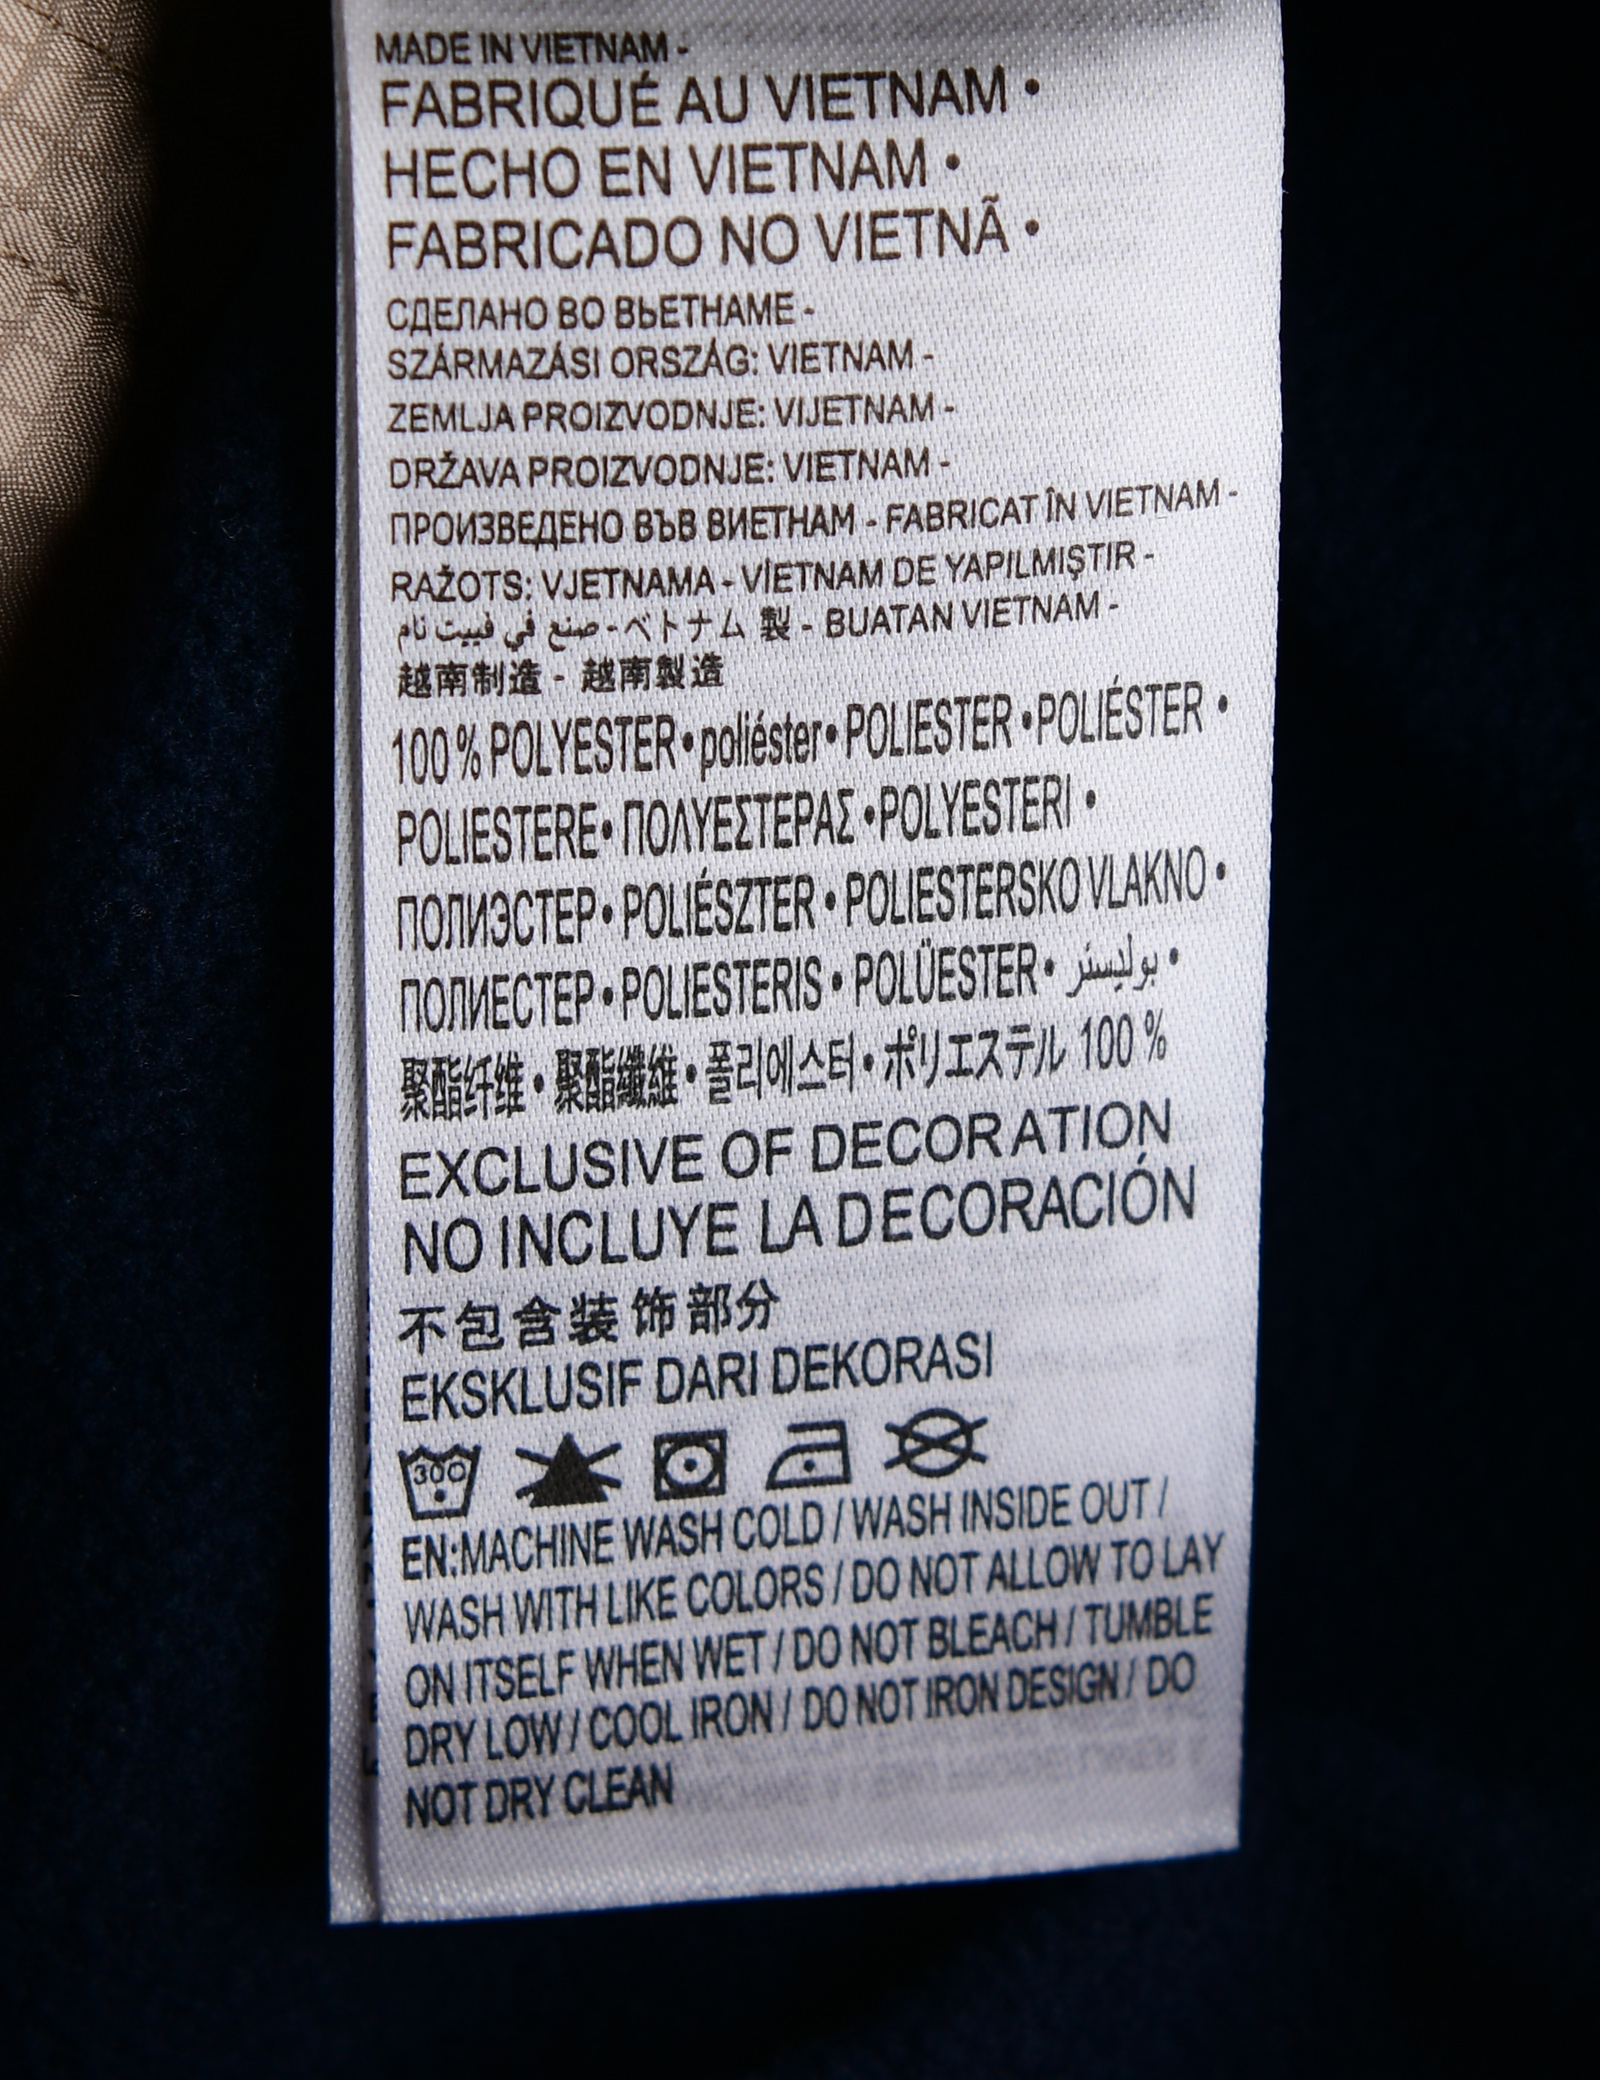 MADE IN VIETNAM -
FABRIQUÉ AU VIETNAM •
HECHO EN VIETNAM •
FABRICADO NO VIETNÃ •
СДЕЛАНО ВО ВЬЕТНАМЕ -
SZÁRMAZÁSI ORSZÁG: VIETNAM -
ZEMLJA PROIZVODNJE: VIJETNAM -
DRŽAVA PROIZVODNJE: VIETNAM -
ПРОИЗВЕДЕНО ВЪВ ВИЕТНАМ - FABRICAT ÎN VIETNAM -
RAŽOTS: VJETNAMA - VİETNAM DE YAPILMIŞTIR -
صنع في فييت نام - ベトナム 製 - BUATAN VIETNAM -
越南制造 - 越南製造
100 % POLYESTER • poliéster • POLIESTER • POLIÉSTER •
POLIESTERE • ΠΟΛΥΕΣΤΕΡΑΣ • POLYESTERI •
ПОЛИЭСТЕР • POLIÉSZTER • POLIESTERSKO VLAKNO •
ПОЛИЕСТЕР • POLIESTERIS • POLÜESTER • بوليستر •
聚酯纤维 • 聚酯纖維 • 폴리에스터 • ポリエステル 100 %
EXCLUSIVE OF DECORATION
NO INCLUYE LA DECORACIÓN
不包含装饰部分
EKSKLUSIF DARI DEKORASI
300
EN:MACHINE WASH COLD / WASH INSIDE OUT /
WASH WITH LIKE COLORS / DO NOT ALLOW TO LAY
ON ITSELF WHEN WET / DO NOT BLEACH / TUMBLE
DRY LOW / COOL IRON / DO NOT IRON DESIGN / DO
NOT DRY CLEAN